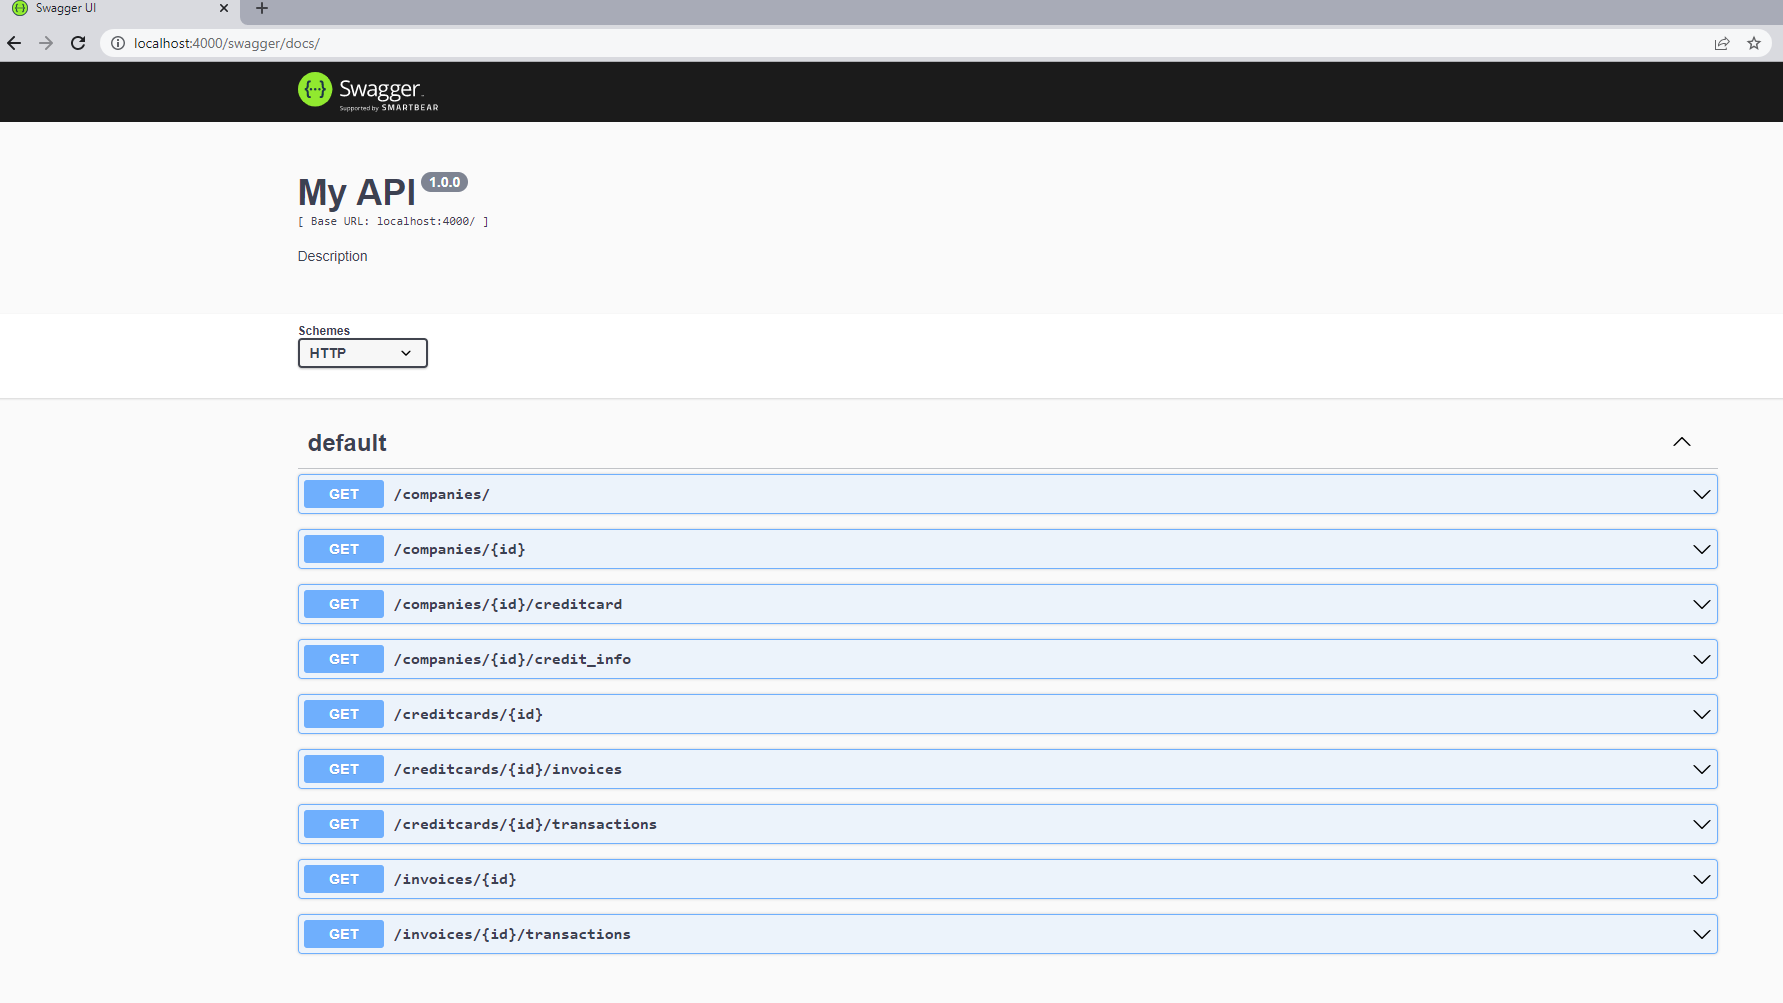 Swagger UI
localhost:4000/swagger/docs/
{···} Swagger
Supported by SMARTBEAR
My API 1.0.0
[ Base URL: localhost:4000/ ]
Description
Schemes
HTTP
default
GET /companies/
GET /companies/{id}
GET /companies/{id}/creditcard
GET /companies/{id}/credit_info
GET /creditcards/{id}
GET /creditcards/{id}/invoices
GET /creditcards/{id}/transactions
GET /invoices/{id}
GET /invoices/{id}/transactions